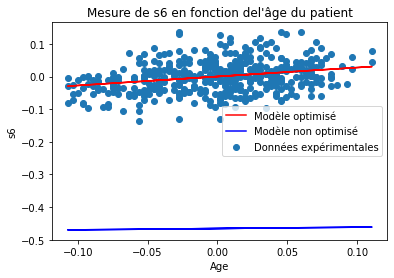 Mesure de s6 en fonction del'âge du patient
0.1
0.0
−0.1
−0.2
−0.3
−0.4
−0.5
s6
Modèle optimisé
Modèle non optimisé
Données expérimentales
−0.10
−0.05
0.00
0.05
0.10
Age